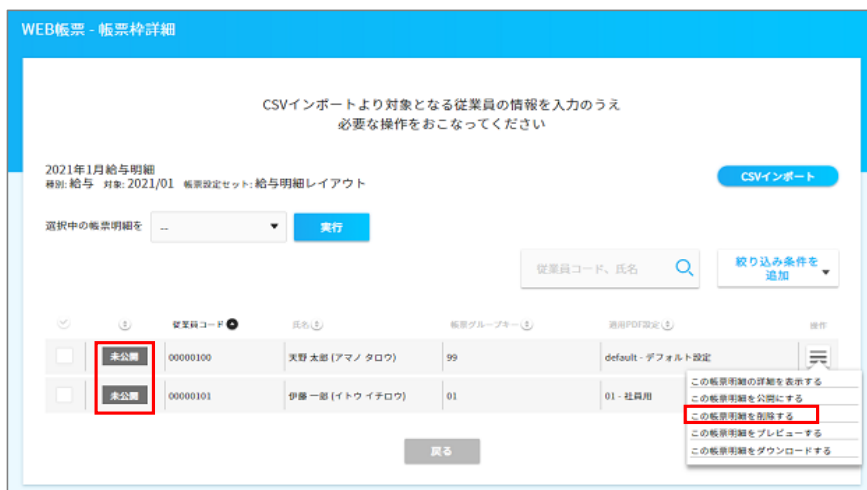 WEB帳票 - 帳票枠詳細
CSVインポートより対象となる従業員の情報を入力のうえ
必要な操作をおこなってください
2021年1月給与明細
種別: 給与 対象: 2021/01 帳票設定セット: 給与明細レイアウト
CSVインポート
選択中の帳票明細を -- 実行
従業員コード、氏名
絞り込み条件を
追加
従業員コード 氏名 帳票グループキー 適用PDF設定 操作
未公開 00000100 天野 太郎 (アマノ タロウ) 99 default - デフォルト設定
未公開 00000101 伊藤 一郎 (イトウ イチロウ) 01 01 - 社員用
この帳票明細の詳細を表示する
この帳票明細を公開にする
この帳票明細を削除する
この帳票明細をプレビューする
この帳票明細をダウンロードする
戻る